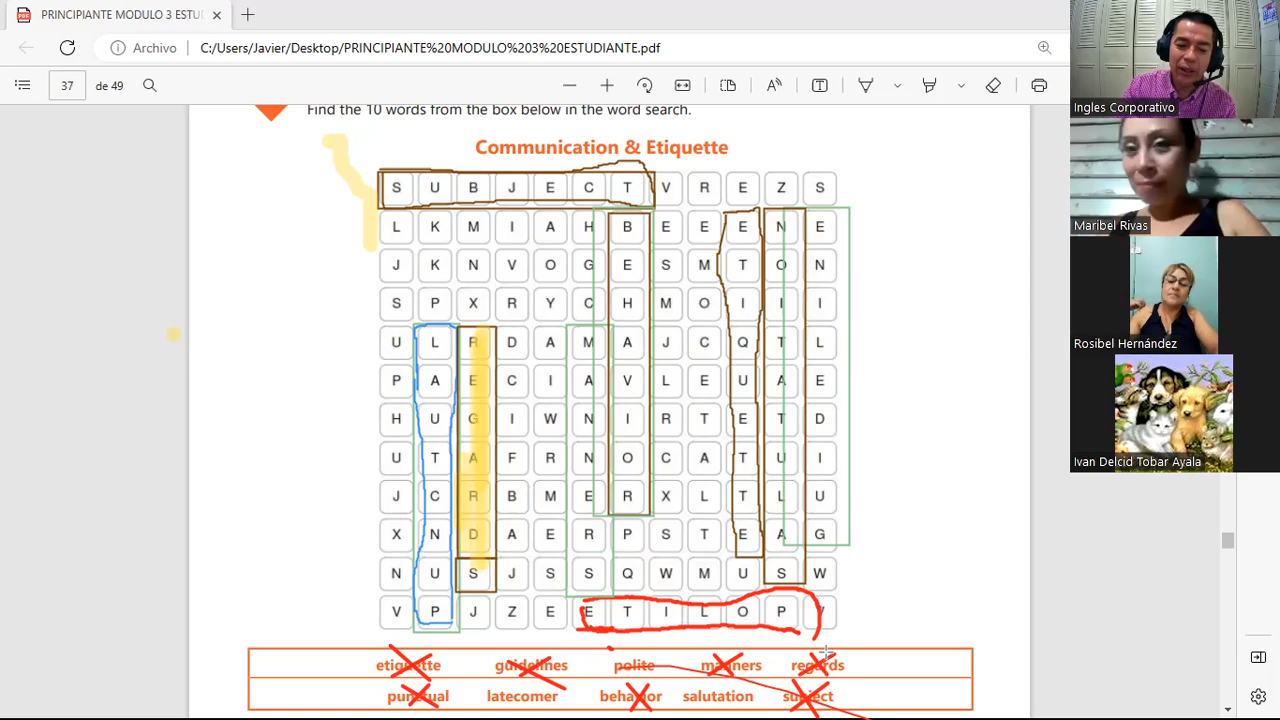 PRINCIPIANTE MODULO 3 ESTUD
Archivo C:/Users/Javier/Desktop/PRINCIPIANTE%20MODULO%203%20ESTUDIANTE.pdf
37 de 49
Find the 10 words from the box below in the word search.
Communication & Etiquette
S U B J E C T V R E Z S
L K M I A H B E E E N E
J K N V O G E S M T O N
S P X R Y C H M O I I I
U L R D A M A J C Q T L
P A E C I A V L E U A E
H U G I W N I R T E T D
U T A F R N O C A T U I
J C R B M E R X L T L U
X N D A E R P S T E A G
N U S J S S Q W M U S W
V P J Z E E T I L O P V
etiquette guidelines polite manners regards
punctual latecomer behavior salutation subject
Ingles Corporativo
Maribel Rivas
Rosibel Hernández
Ivan Delcid Tobar Ayala